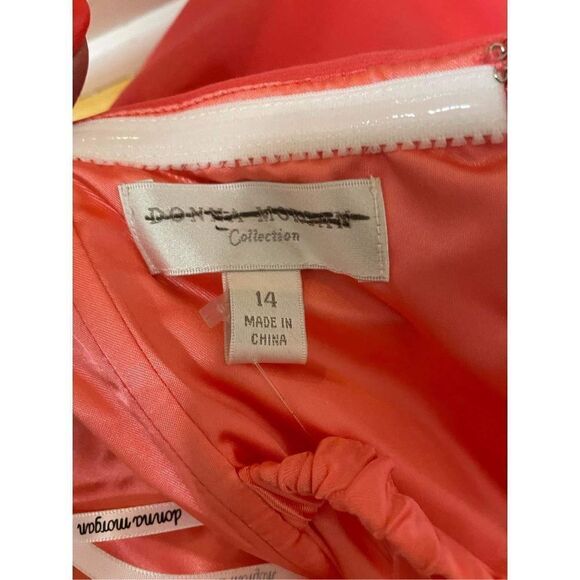 DONNA MORGAN
Collection
14
MADE IN
CHINA
donna morgan